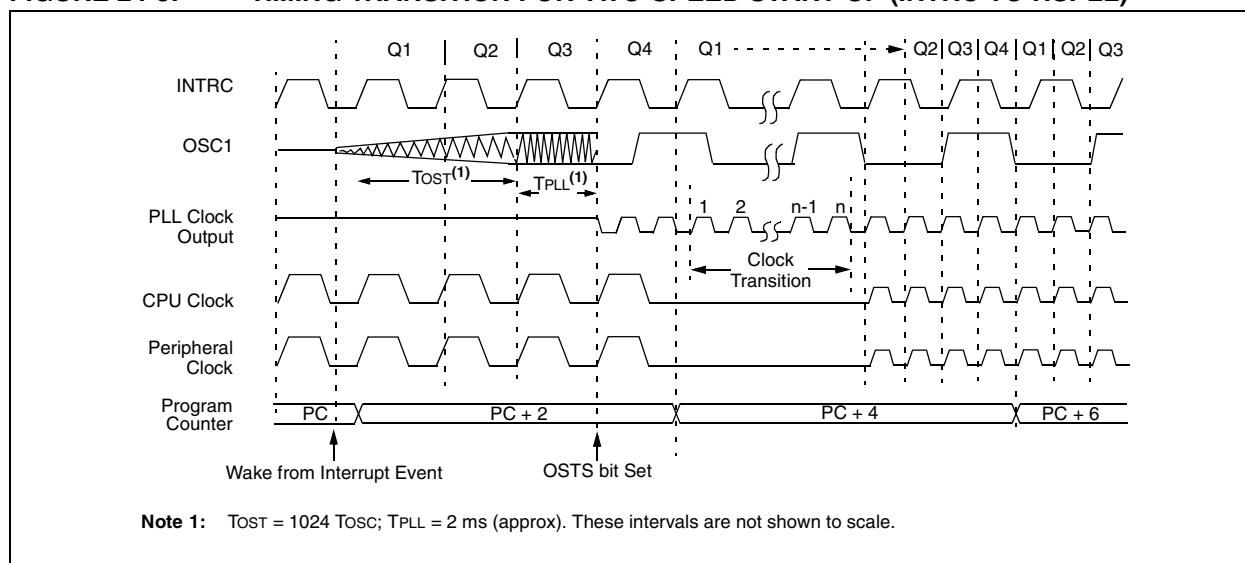 Q1 Q2 Q3 Q4 Q1 Q2 Q3 Q4 Q1 Q2 Q3
INTRC
OSC1
TOST(1)
TPLL(1)
PLL Clock
Output
1 2 n-1 n
Clock
Transition
CPU Clock
Peripheral
Clock
Program
Counter
PC PC + 2 PC + 4 PC + 6
Wake from Interrupt Event OSTS bit Set
Note 1: TOST = 1024 TOSC; TPLL = 2 ms (approx). These intervals are not shown to scale.